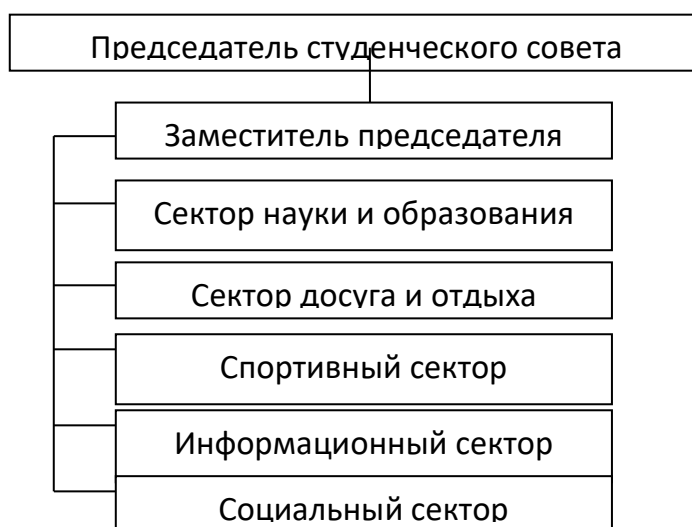 Председатель студенческого совета
Заместитель председателя
Сектор науки и образования
Сектор досуга и отдыха
Спортивный сектор
Информационный сектор
Социальный сектор